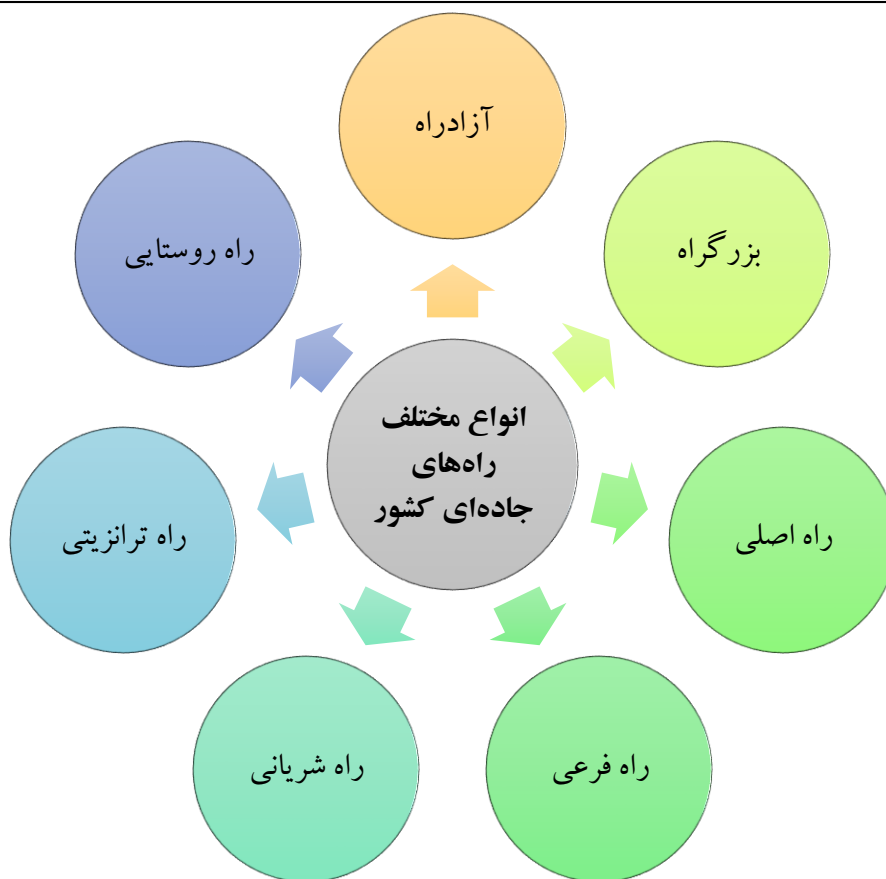 انواع مختلف
راه‌های
جاده‌ای کشور
آزادراه
بزرگراه
راه اصلی
راه فرعی
راه شریانی
راه ترانزیتی
راه روستایی